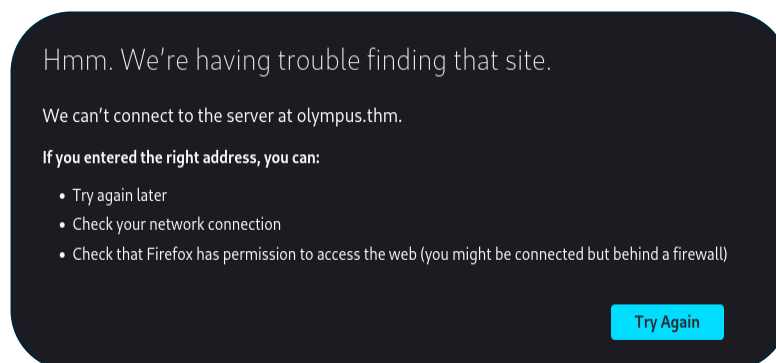 Hmm. We’re having trouble finding that site.
We can’t connect to the server at olympus.thm.
If you entered the right address, you can:
• Try again later
• Check your network connection
• Check that Firefox has permission to access the web (you might be connected but behind a firewall)
Try Again